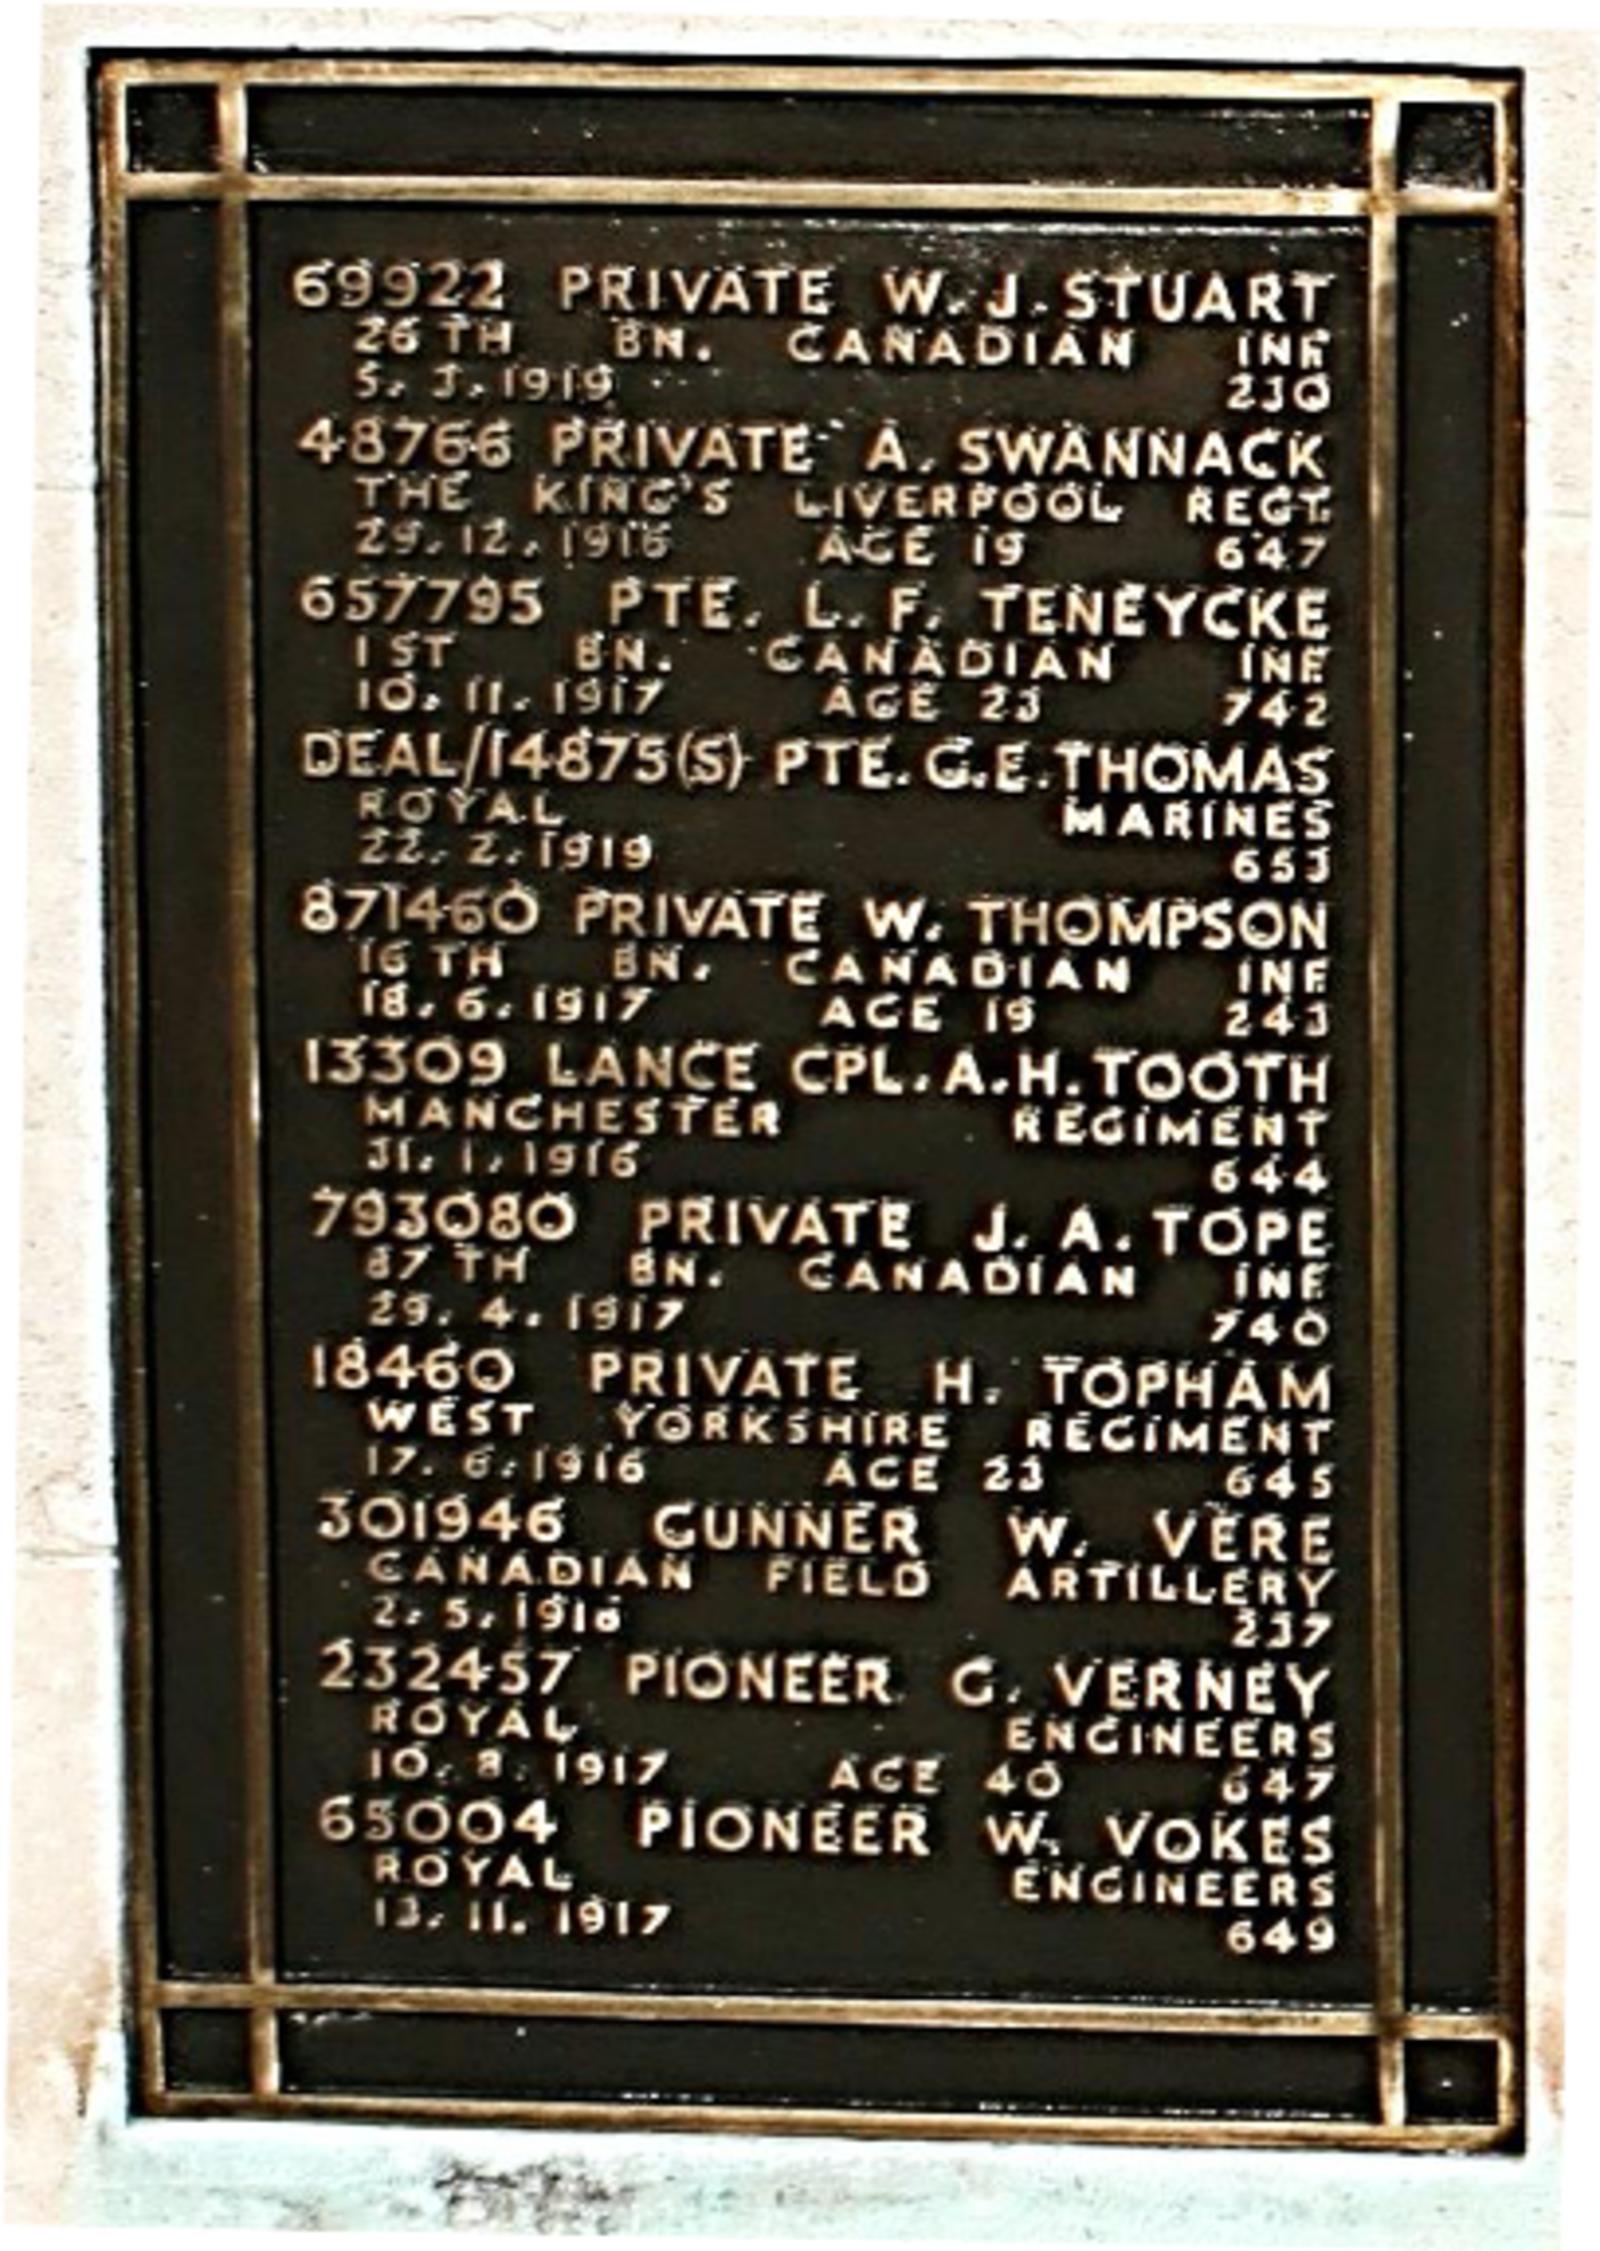 69922 PRIVATE W. J. STUART
26TH BN. CANADIAN INF
5. 3. 1919 230
48766 PRIVATE A. SWANNACK
THE KING'S LIVERPOOL REGT.
29. 12. 1916 AGE 19 647
657795 PTE. L. F. TENEYCKE
1ST BN. CANADIAN INF
10. 11. 1917 AGE 23 742
DEAL/14875(S) PTE. G.E. THOMAS
ROYAL MARINES
22. 2. 1919 653
871460 PRIVATE W. THOMPSON
16TH BN. CANADIAN INF
18. 6. 1917 AGE 19 243
13309 LANCE CPL. A.H. TOOTH
MANCHESTER REGIMENT
31. 1. 1916 644
793080 PRIVATE J. A. TOPE
87TH BN. CANADIAN INF
29. 4. 1917 740
18460 PRIVATE H. TOPHAM
WEST YORKSHIRE REGIMENT
17. 6. 1916 AGE 23 645
301946 GUNNER W. VERE
CANADIAN FIELD ARTILLERY
2. 5. 1916 237
232457 PIONEER G. VERNEY
ROYAL ENGINEERS
10. 8. 1917 AGE 40 647
65004 PIONEER W. VOKES
ROYAL ENGINEERS
13. 11. 1917 649